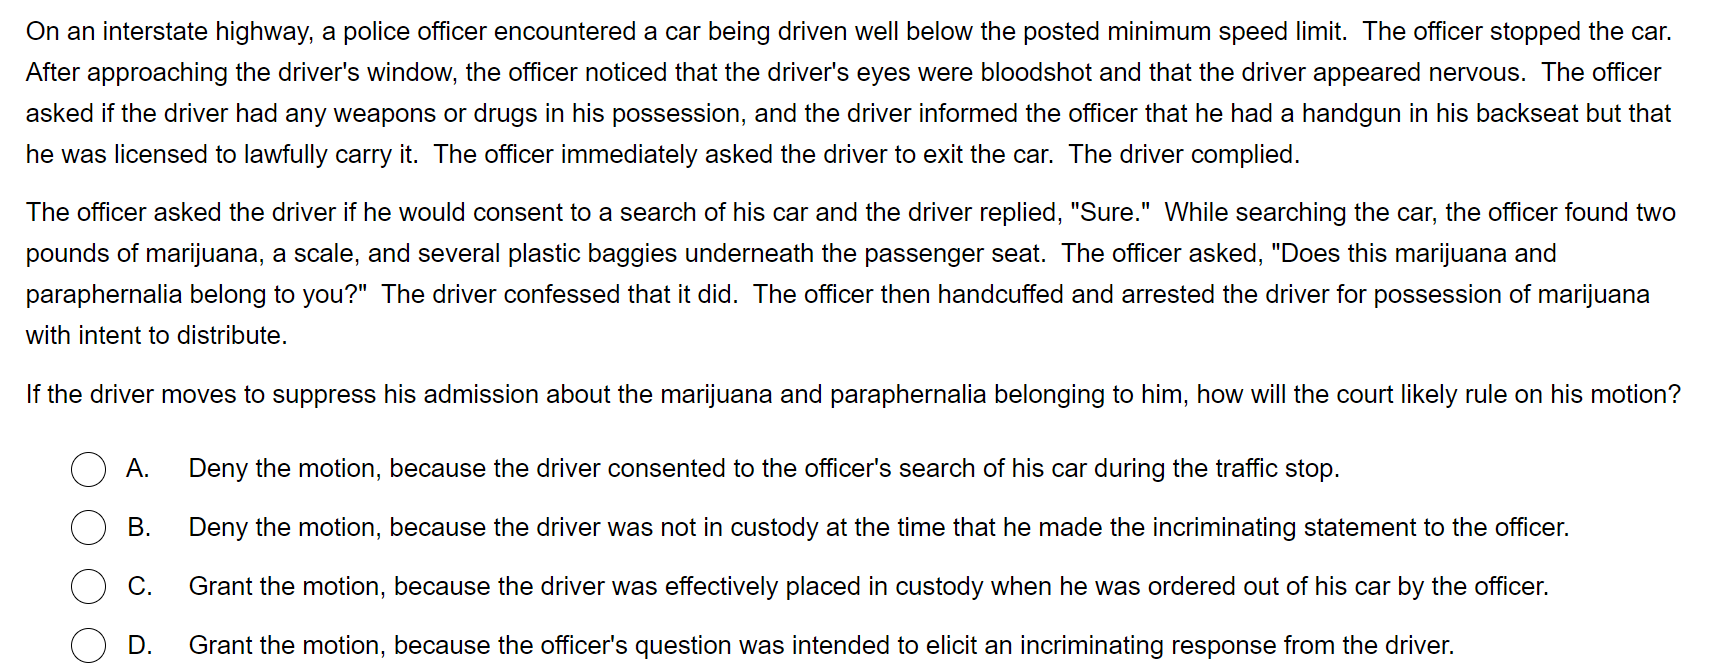 On an interstate highway, a police officer encountered a car being driven well below the posted minimum speed limit.  The officer stopped the car.
After approaching the driver's window, the officer noticed that the driver's eyes were bloodshot and that the driver appeared nervous.  The officer
asked if the driver had any weapons or drugs in his possession, and the driver informed the officer that he had a handgun in his backseat but that
he was licensed to lawfully carry it.  The officer immediately asked the driver to exit the car.  The driver complied.
The officer asked the driver if he would consent to a search of his car and the driver replied, "Sure."  While searching the car, the officer found two
pounds of marijuana, a scale, and several plastic baggies underneath the passenger seat.  The officer asked, "Does this marijuana and
paraphernalia belong to you?"  The driver confessed that it did.  The officer then handcuffed and arrested the driver for possession of marijuana
with intent to distribute.
If the driver moves to suppress his admission about the marijuana and paraphernalia belonging to him, how will the court likely rule on his motion?
A. Deny the motion, because the driver consented to the officer's search of his car during the traffic stop.
B. Deny the motion, because the driver was not in custody at the time that he made the incriminating statement to the officer.
C. Grant the motion, because the driver was effectively placed in custody when he was ordered out of his car by the officer.
D. Grant the motion, because the officer's question was intended to elicit an incriminating response from the driver.